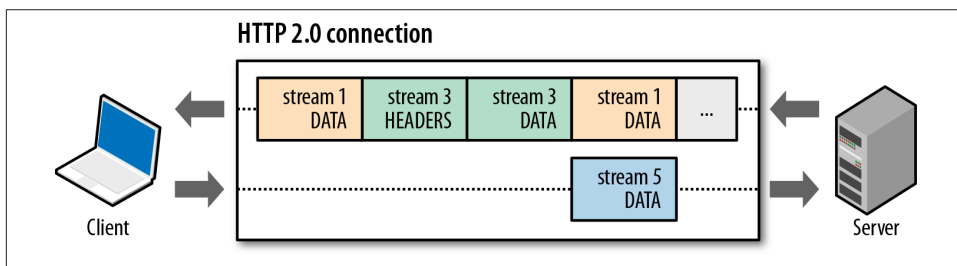 HTTP 2.0 connection
stream 1 stream 3 stream 3 stream 1
DATA HEADERS DATA DATA ...
stream 5
DATA
Client Server